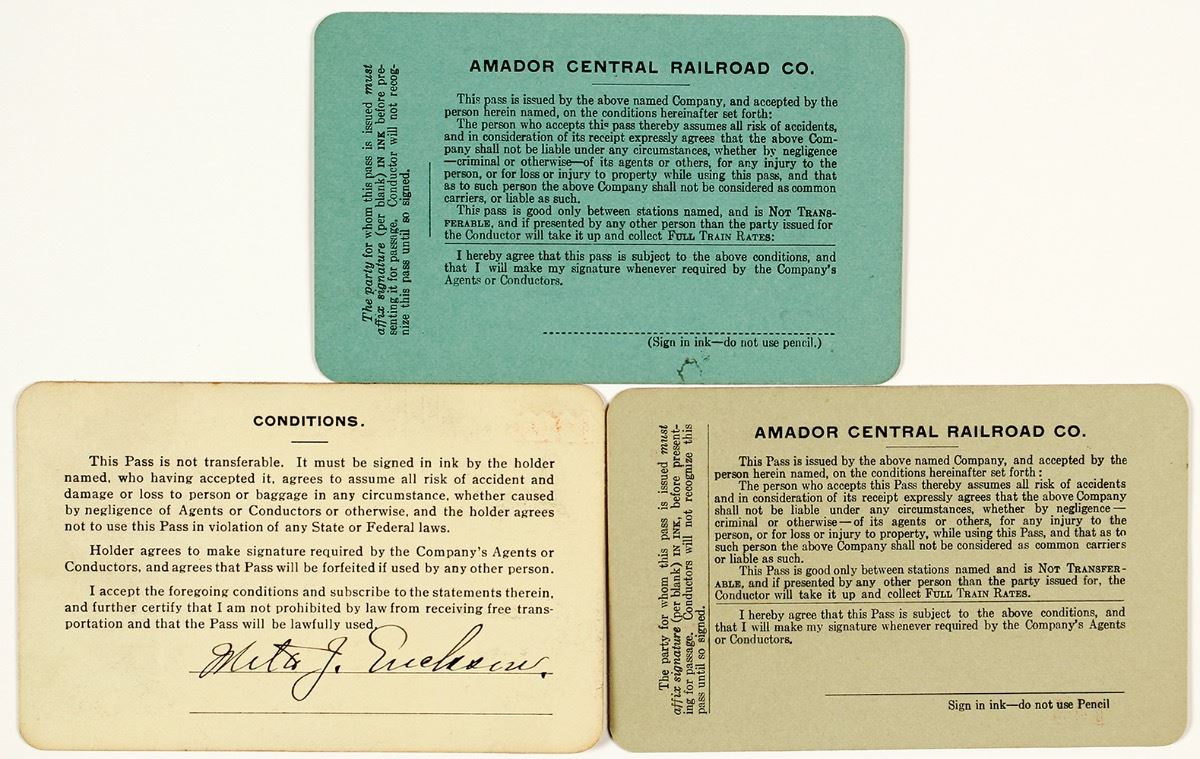 AMADOR CENTRAL RAILROAD CO.
This pass is issued by the above named Company, and accepted by the
person herein named, on the conditions hereinafter set forth:
The person who accepts this pass thereby assumes all risk of accidents,
and in consideration of its receipt expressly agrees that the above Com-
pany shall not be liable under any circumstances, whether by negligence
—criminal or otherwise—of its agents or others, for any injury to the
person, or for loss or injury to property while using this pass, and that
as to such person the above Company shall not be considered as common
carriers, or liable as such.
This pass is good only between stations named, and is NOT TRANS-
FERABLE, and if presented by any other person than the party issued for
the Conductor will take it up and collect FULL TRAIN RATES:
I hereby agree that this pass is subject to the above conditions, and
that I will make my signature whenever required by the Company's
Agents or Conductors.
(Sign in ink—do not use pencil.)
The party for whom this pass is issued must
affix signature (per blank) IN INK before pre-
senting it for passage, Conductor will not recog-
nize this pass until so signed.
CONDITIONS.
This Pass is not transferable. It must be signed in ink by the holder
named, who having accepted it, agrees to assume all risk of accident and
damage or loss to person or baggage in any circumstance, whether caused
by negligence of Agents or Conductors or otherwise, and the holder agrees
not to use this Pass in violation of any State or Federal laws.
Holder agrees to make signature required by the Company's Agents or
Conductors, and agrees that Pass will be forfeited if used by any other person.
I accept the foregoing conditions and subscribe to the statements therein,
and further certify that I am not prohibited by law from receiving free trans-
portation and that the Pass will be lawfully used.
Meta J. Erickson.
AMADOR CENTRAL RAILROAD CO.
This Pass is issued by the above named Company, and accepted by the
person herein named, on the conditions hereinafter set forth:
The person who accepts this Pass thereby assumes all risk of accidents
and in consideration of its receipt expressly agrees that the above Company
shall not be liable under any circumstances, whether by negligence—
criminal or otherwise—of its agents or others, for any injury to the
person, or for loss or injury to property, while using this Pass, and that as to
such person the above Company shall not be considered as common carriers
or liable as such.
This Pass is good only between stations named and is NOT TRANSFER-
ABLE, and if presented by any other person than the party issued for, the
Conductor will take it up and collect FULL TRAIN RATES.
I hereby agree that this Pass is subject to the above conditions, and
that I will make my signature whenever required by the Company's Agents
or Conductors.
Sign in ink—do not use Pencil
The party for whom this pass is issued must
affix signature (per blank) IN INK, before present-
ing for passage. Conductors will not recognize this
pass until so signed.